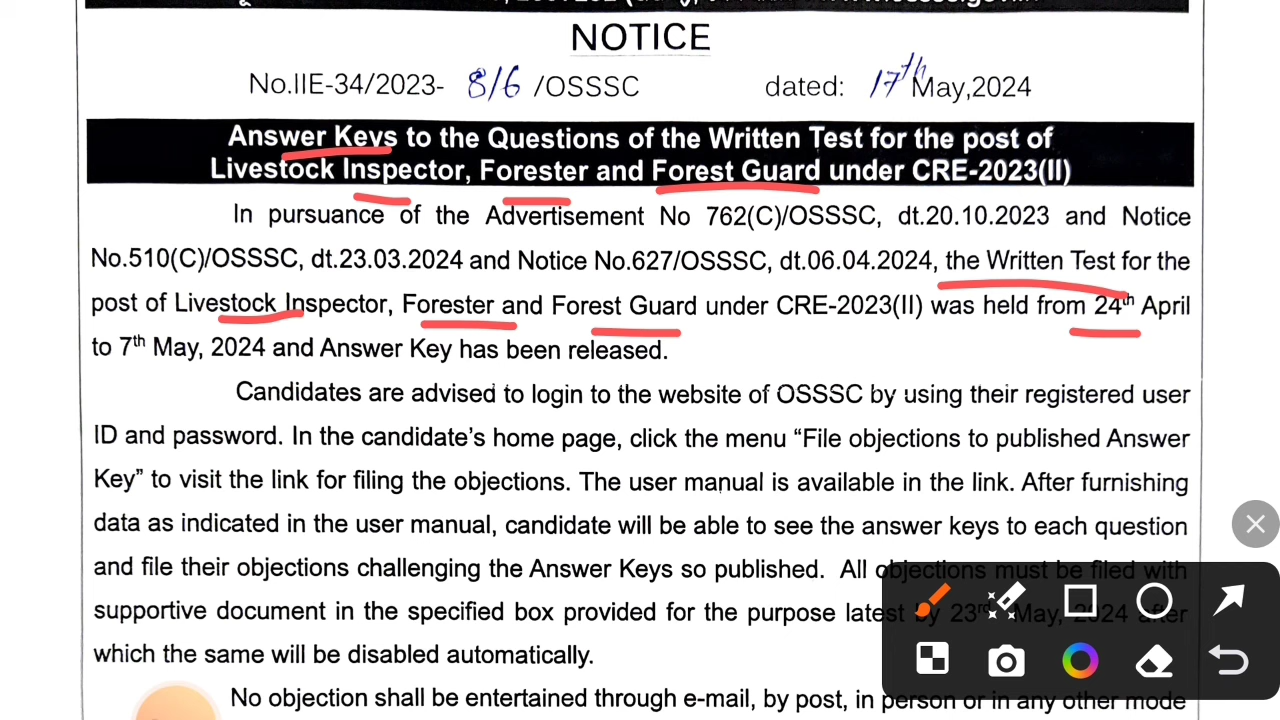 NOTICE
No.IIE-34/2023- 816 /OSSSC dated: 17th May,2024
Answer Keys to the Questions of the Written Test for the post of
Livestock Inspector, Forester and Forest Guard under CRE-2023(II)
In pursuance of the Advertisement No 762(C)/OSSSC, dt.20.10.2023 and Notice
No.510(C)/OSSSC, dt.23.03.2024 and Notice No.627/OSSSC, dt.06.04.2024, the Written Test for the
post of Livestock Inspector, Forester and Forest Guard under CRE-2023(II) was held from 24th April
to 7th May, 2024 and Answer Key has been released.
Candidates are advised to login to the website of OSSSC by using their registered user
ID and password. In the candidate's home page, click the menu “File objections to published Answer
Key” to visit the link for filing the objections. The user manual is available in the link. After furnishing
data as indicated in the user manual, candidate will be able to see the answer keys to each question
and file their objections challenging the Answer Keys so published. All objections must be filed with
supportive document in the specified box provided for the purpose latest by 23rd May, 2024 after
which the same will be disabled automatically.
No objection shall be entertained through e-mail, by post, in person or in any other mode